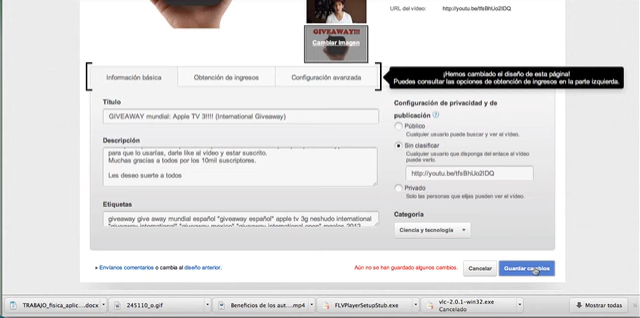 URL del vídeo: http://youtu.be/tfsBhUo2IDQ
GIVEAWAY!!!
Cambiar imagen
Información básica
Obtención de ingresos
Configuración avanzada
¡Hemos cambiado el diseño de esta página!
Puedes consultar las opciones de obtención de ingresos en la parte izquierda.
Título
GIVEAWAY mundial: Apple TV 3!!!! (International Giveaway)
Descripción
para que lo usarías, darle like al video y estar suscrito.
Muchas gracias a todos por los 10mil suscriptores.
Les deseo suerte a todos
Etiquetas
giveaway give away mundial español "giveaway español" apple tv 3g neshudo international
Configuración de privacidad y de
publicación
Público
Cualquier usuario puede buscar y ver el vídeo.
Sin clasificar
Cualquier usuario que disponga del enlace al vídeo
puede verlo.
http://youtu.be/tfsBhUo2IDQ
Privado
Solo las personas que elijas pueden ver el vídeo.
Categoría
Ciencia y tecnología
Envíanos comentarios o cambia al diseño anterior.
Aún no se han guardado algunos cambios.
Cancelar
Guardar cambios
TRABAJO_fisica_aplic....docx
245110_o.gif
Beneficios de los aut....mp4
FLVPlayerSetupStub.exe
vlc-2.0.1-win32.exe
Cancelado
Mostrar todas